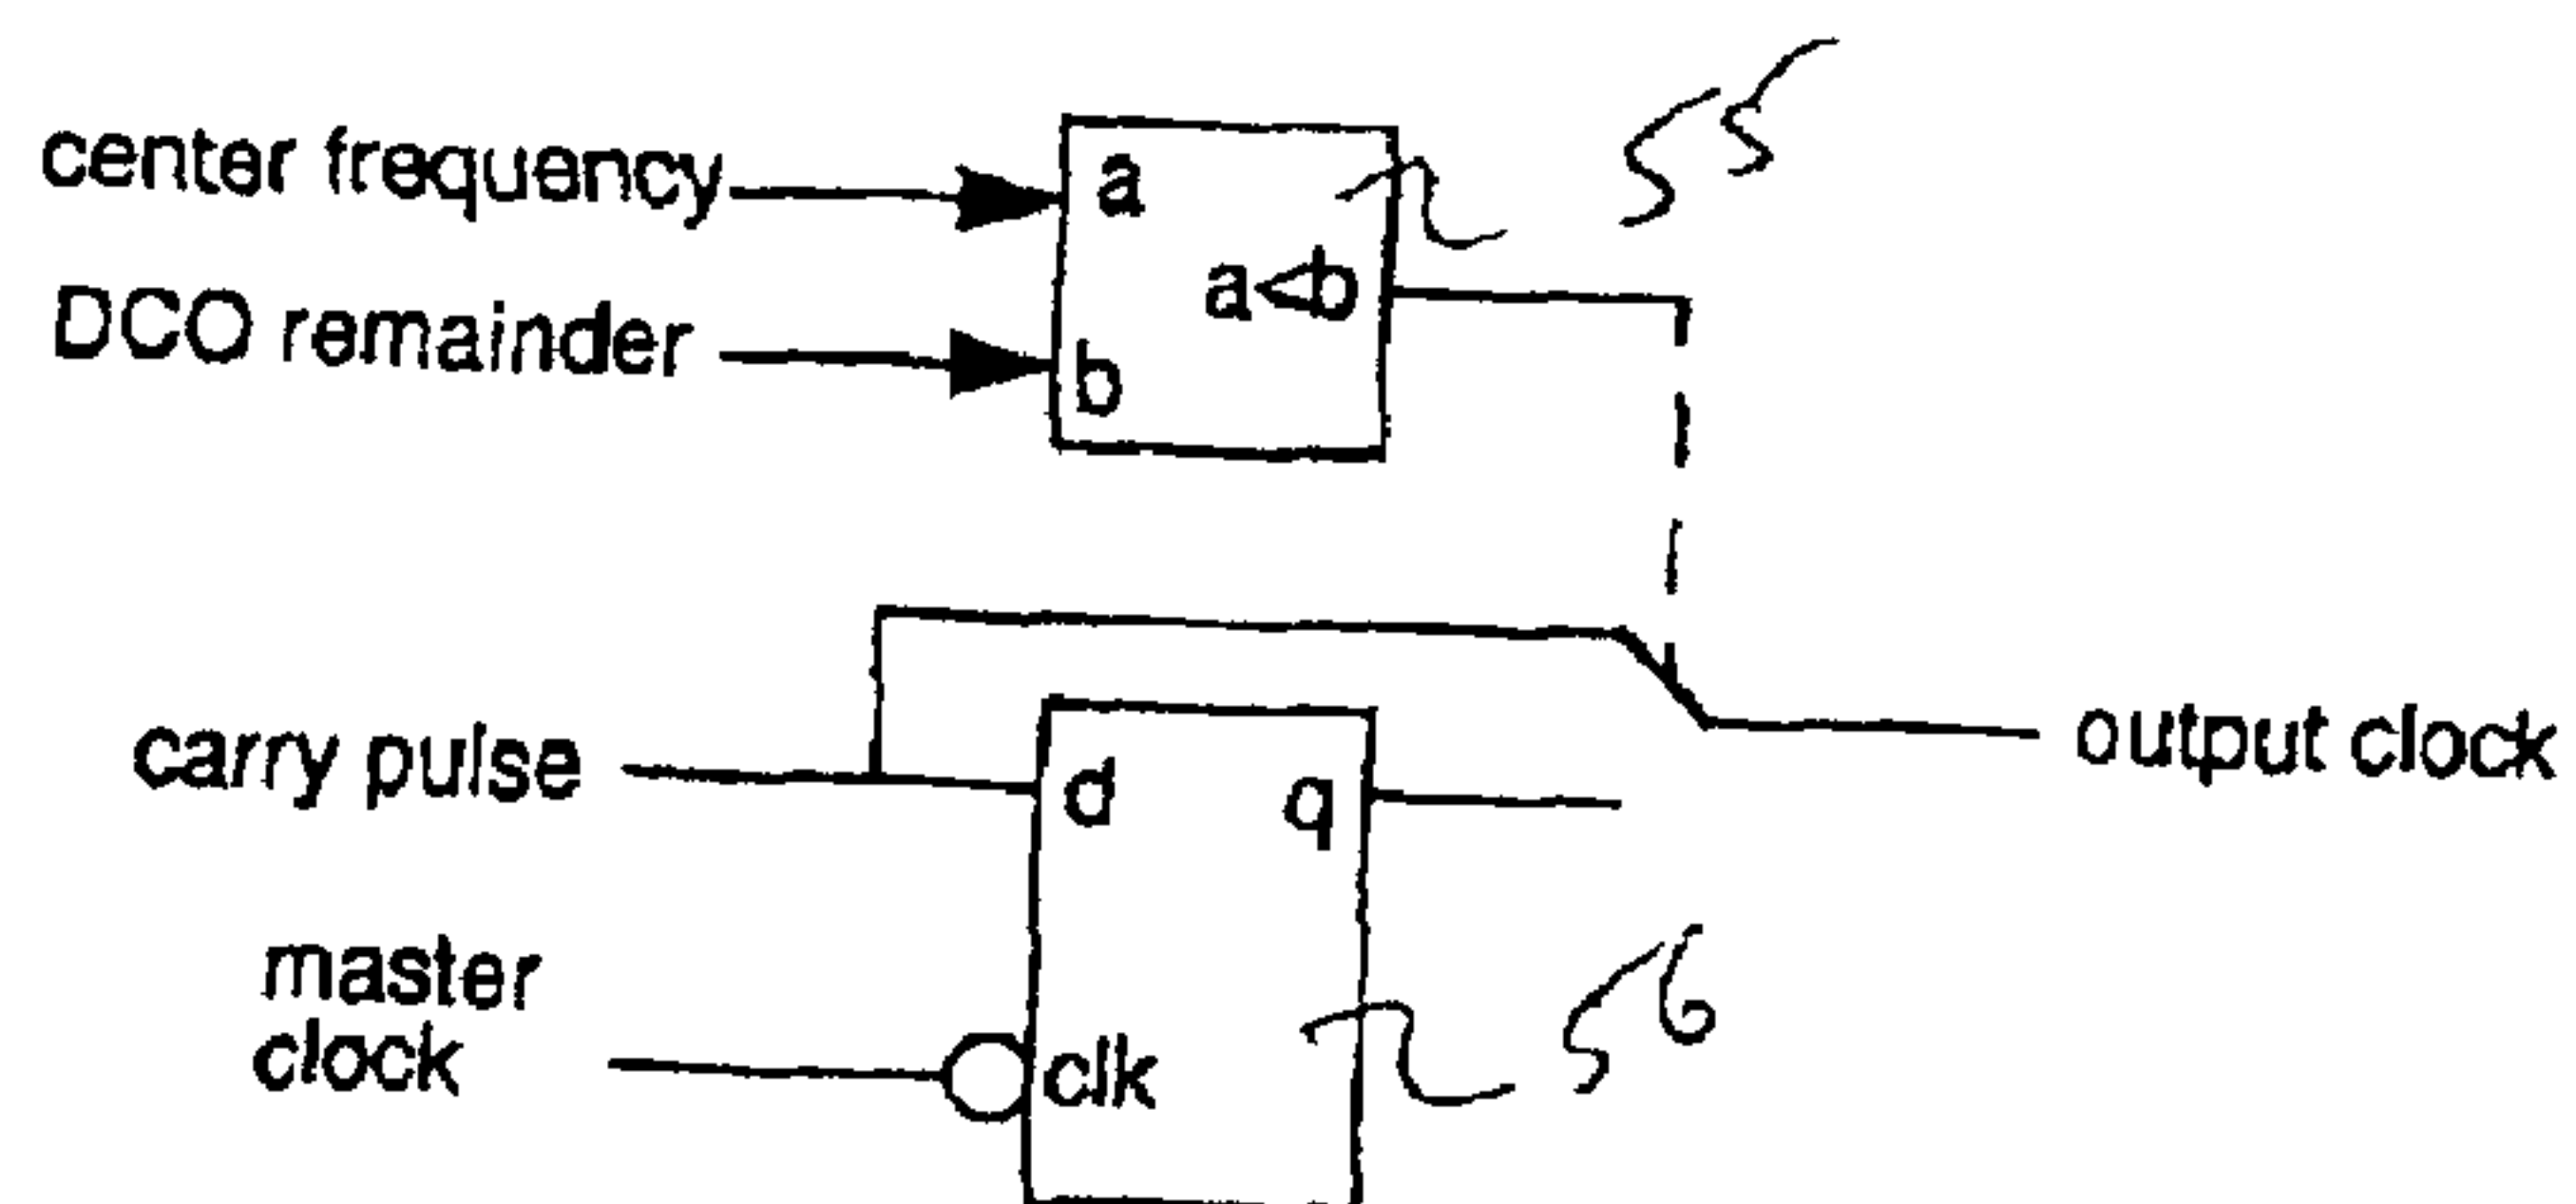 center frequency
a
55
DCO remainder
a<b
b
carry pulse
d
q
output clock
master
clock
clk
56